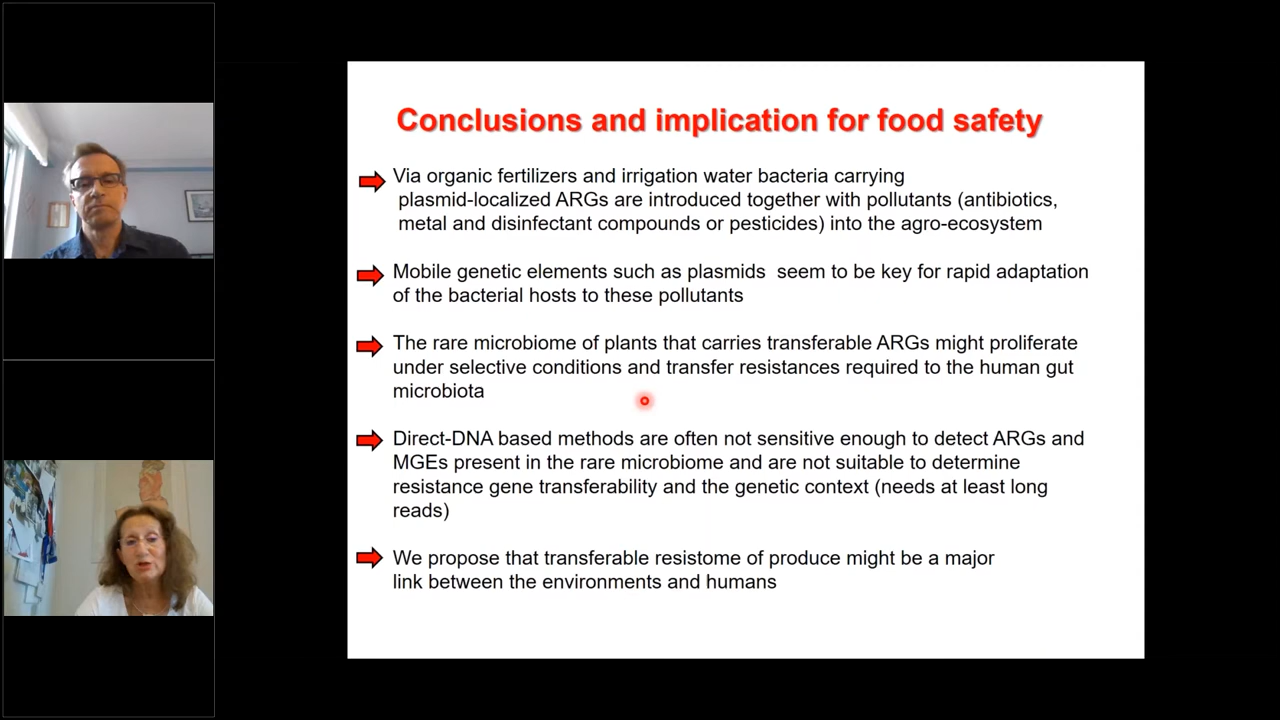 Conclusions and implication for food safety
Via organic fertilizers and irrigation water bacteria carrying
plasmid-localized ARGs are introduced together with pollutants (antibiotics,
metal and disinfectant compounds or pesticides) into the agro-ecosystem
Mobile genetic elements such as plasmids  seem to be key for rapid adaptation
of the bacterial hosts to these pollutants
The rare microbiome of plants that carries transferable ARGs might proliferate
under selective conditions and transfer resistances required to the human gut
microbiota
Direct-DNA based methods are often not sensitive enough to detect ARGs and
MGEs present in the rare microbiome and are not suitable to determine
resistance gene transferability and the genetic context (needs at least long
reads)
We propose that transferable resistome of produce might be a major
link between the environments and humans